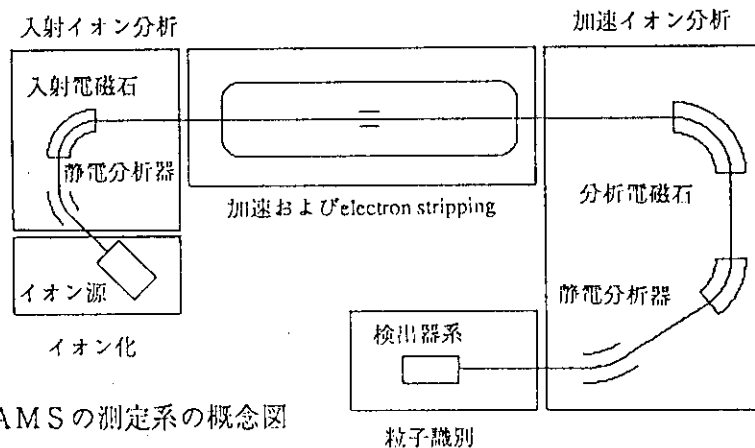 入射イオン分析
加速イオン分析
入射電磁石
静電分析器
加速およびelectron stripping
分析電磁石
イオン源
静電分析器
イオン化
検出器系
AMSの測定系の概念図
粒子識別